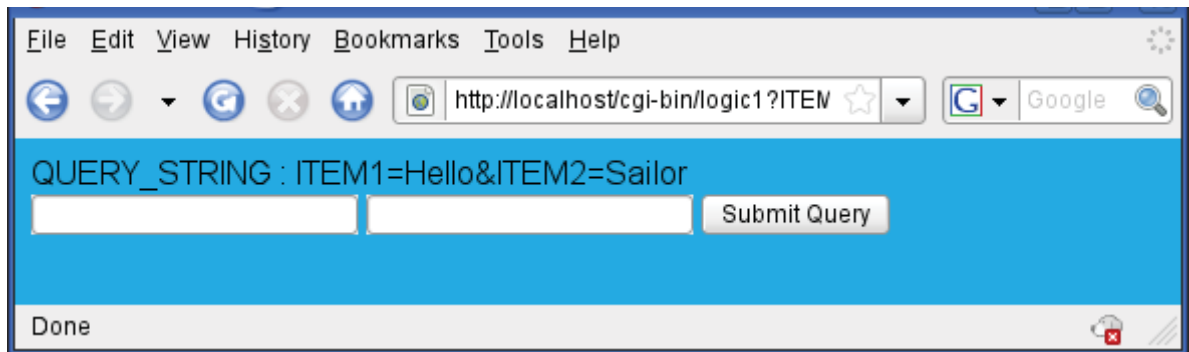 File Edit View History Bookmarks Tools Help
http://localhost/cgi-bin/logic1?ITEM G Google
QUERY_STRING : ITEM1=Hello&ITEM2=Sailor
Submit Query
Done